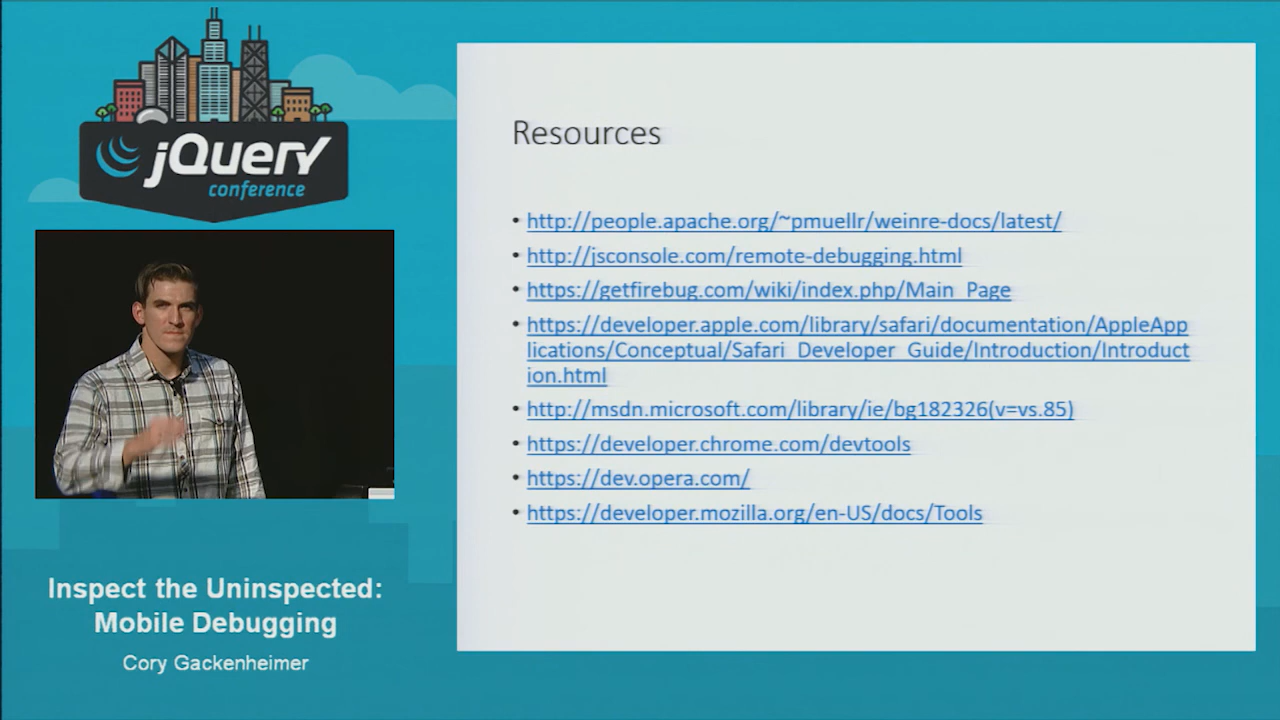 jQuery
conference
Inspect the Uninspected:
Mobile Debugging
Cory Gackenheimer
Resources
• http://people.apache.org/~pmuellr/weinre-docs/latest/
• http://jsconsole.com/remote-debugging.html
• https://getfirebug.com/wiki/index.php/Main_Page
• https://developer.apple.com/library/safari/documentation/AppleApp
lications/Conceptual/Safari_Developer_Guide/Introduction/Introduct
ion.html
• http://msdn.microsoft.com/library/ie/bg182326(v=vs.85)
• https://developer.chrome.com/devtools
• https://dev.opera.com/
• https://developer.mozilla.org/en-US/docs/Tools